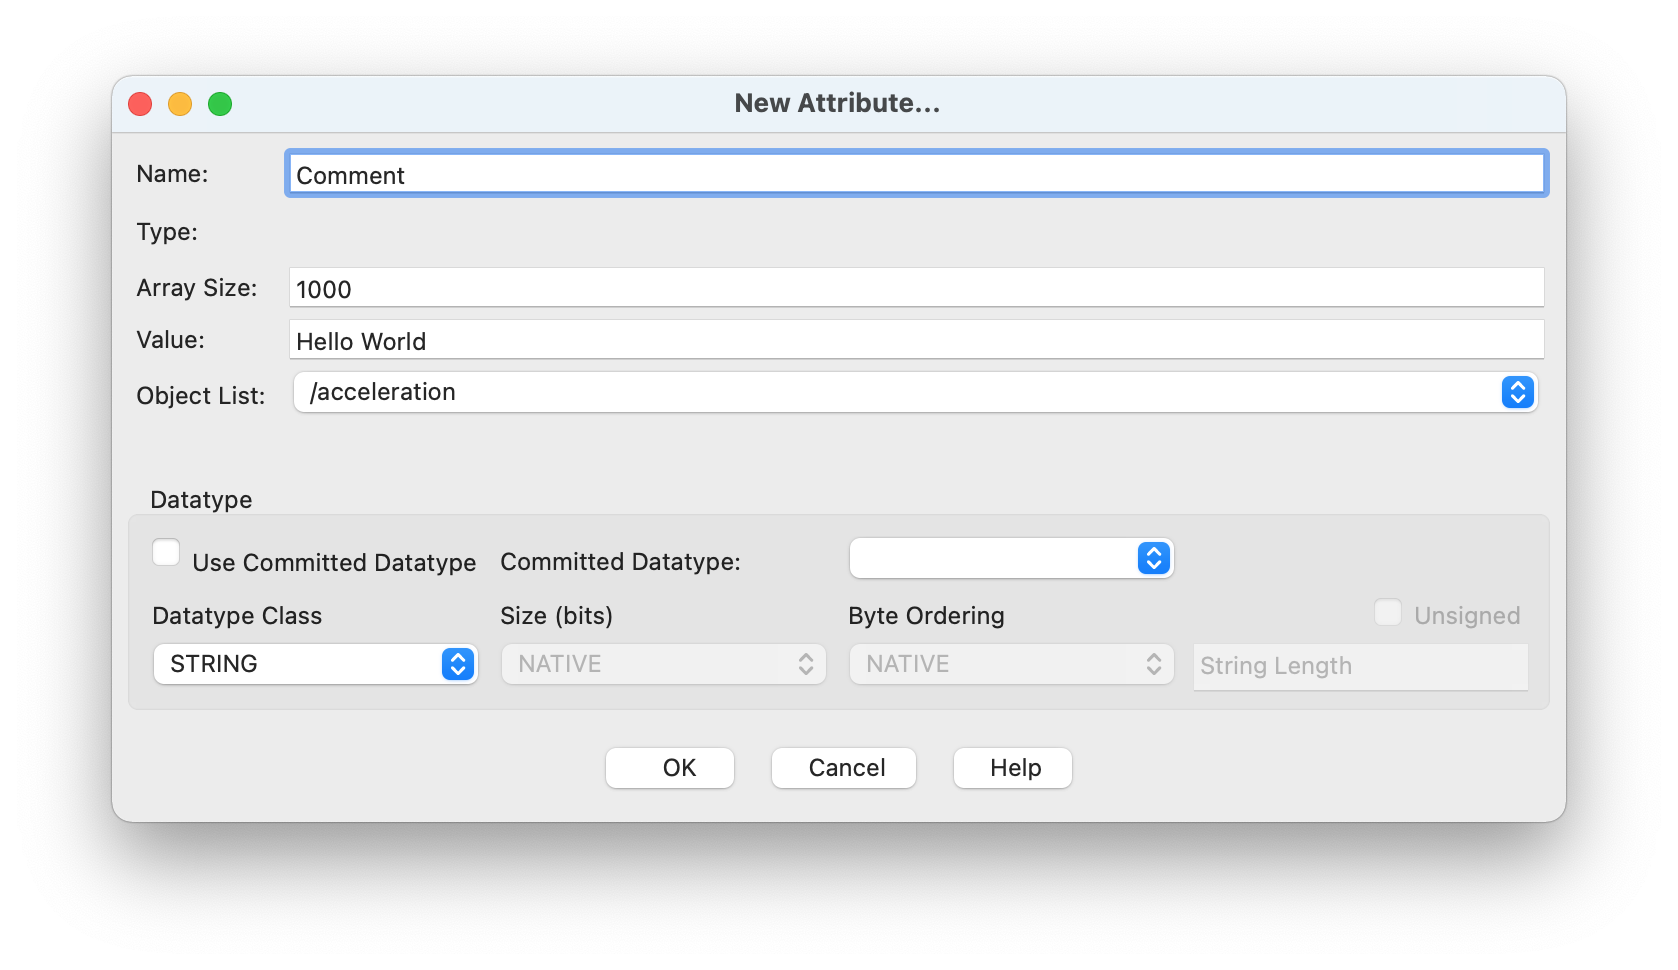 New Attribute...
Name: Comment
Type:
Array Size: 1000
Value: Hello World
Object List: /acceleration
Datatype
Use Committed Datatype Committed Datatype:
Datatype Class Size (bits) Byte Ordering Unsigned
STRING NATIVE NATIVE String Length
OK Cancel Help